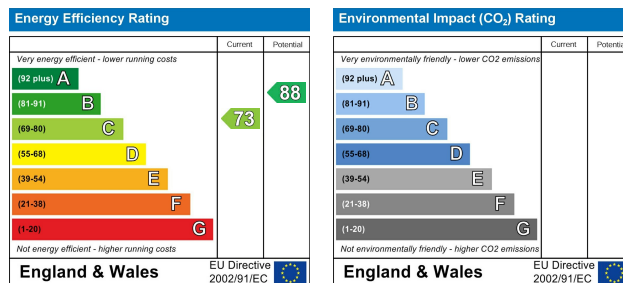 Energy Efficiency Rating
Current Potential
Very energy efficient - lower running costs
(92 plus) A
(81-91) B
(69-80) C
(55-68) D
(39-54) E
(21-38) F
(1-20) G
73
88
Not energy efficient - higher running costs
England & Wales
EU Directive
2002/91/EC
Environmental Impact (CO2) Rating
Current Potential
Very environmentally friendly - lower CO2 emissions
(92 plus) A
(81-91) B
(69-80) C
(55-68) D
(39-54) E
(21-38) F
(1-20) G
Not environmentally friendly - higher CO2 emissions
England & Wales
EU Directive
2002/91/EC